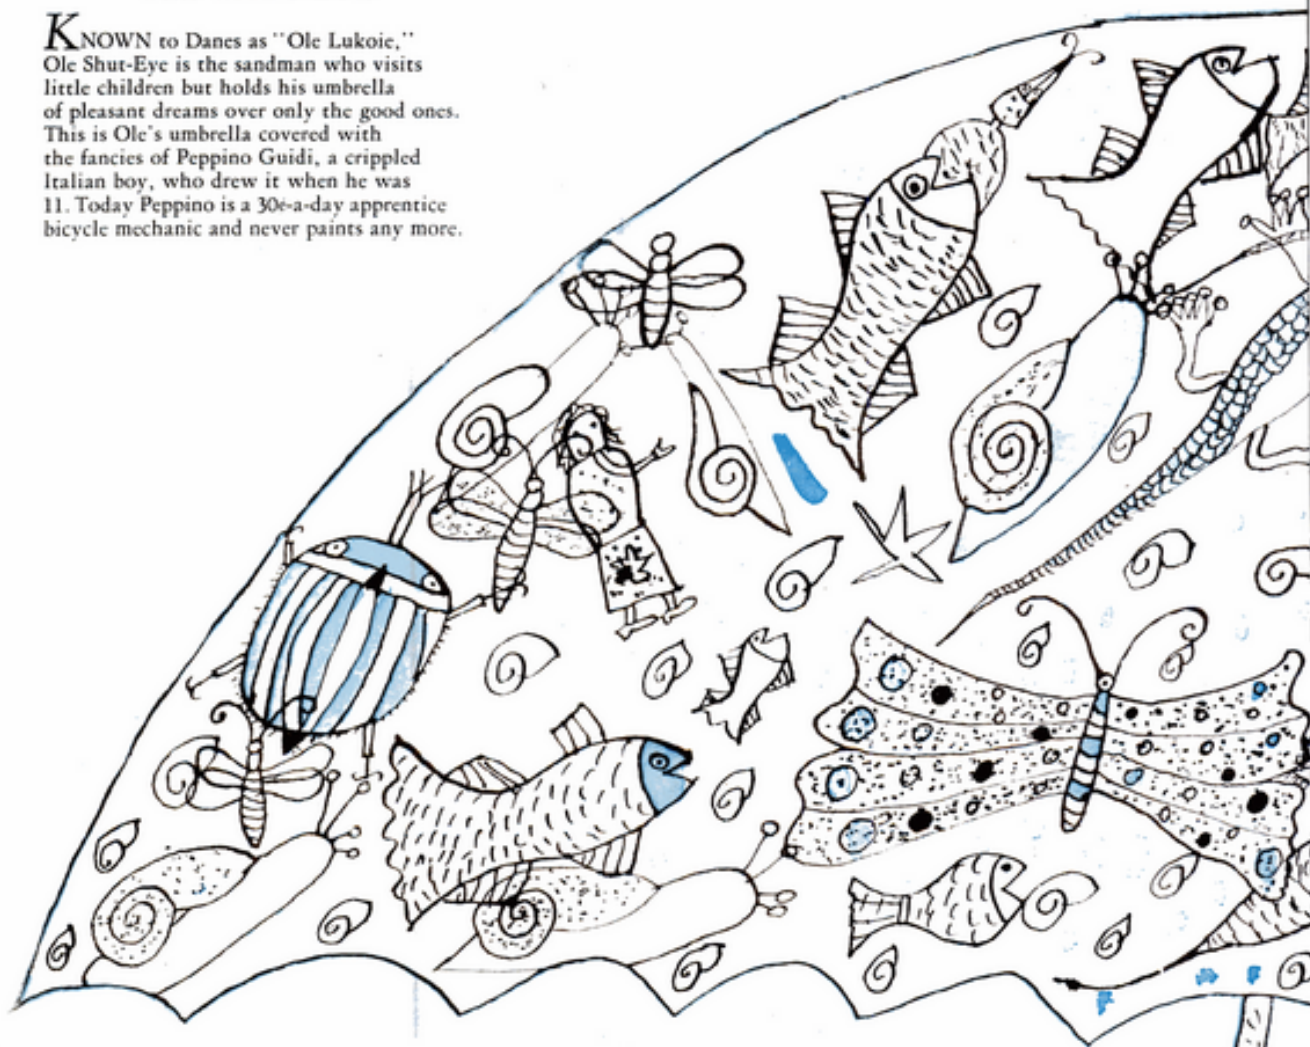 KNOWN to Danes as "Ole Lukoie,"
Ole Shut-Eye is the sandman who visits
little children but holds his umbrella
of pleasant dreams over only the good ones.
This is Ole's umbrella covered with
the fancies of Peppino Guidi, a crippled
Italian boy, who drew it when he was
11. Today Peppino is a 30¢-a-day apprentice
bicycle mechanic and never paints any more.